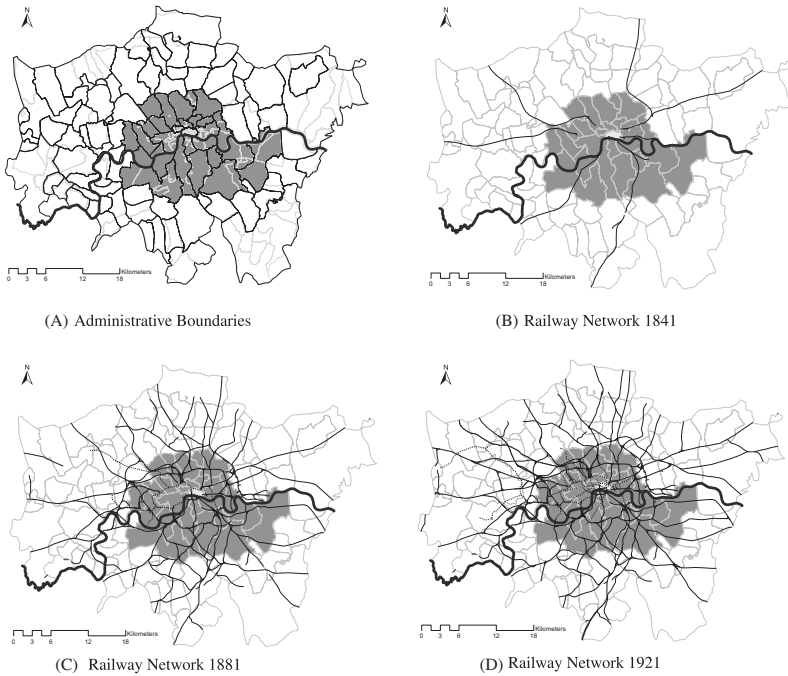 N
N
Kilometers
0 3 6 12 18
Kilometers
0 3 6 12 18
(A) Administrative Boundaries
(B) Railway Network 1841
N
N
Kilometers
0 3 6 12 18
Kilometers
0 3 6 12 18
(C) Railway Network 1881
(D) Railway Network 1921